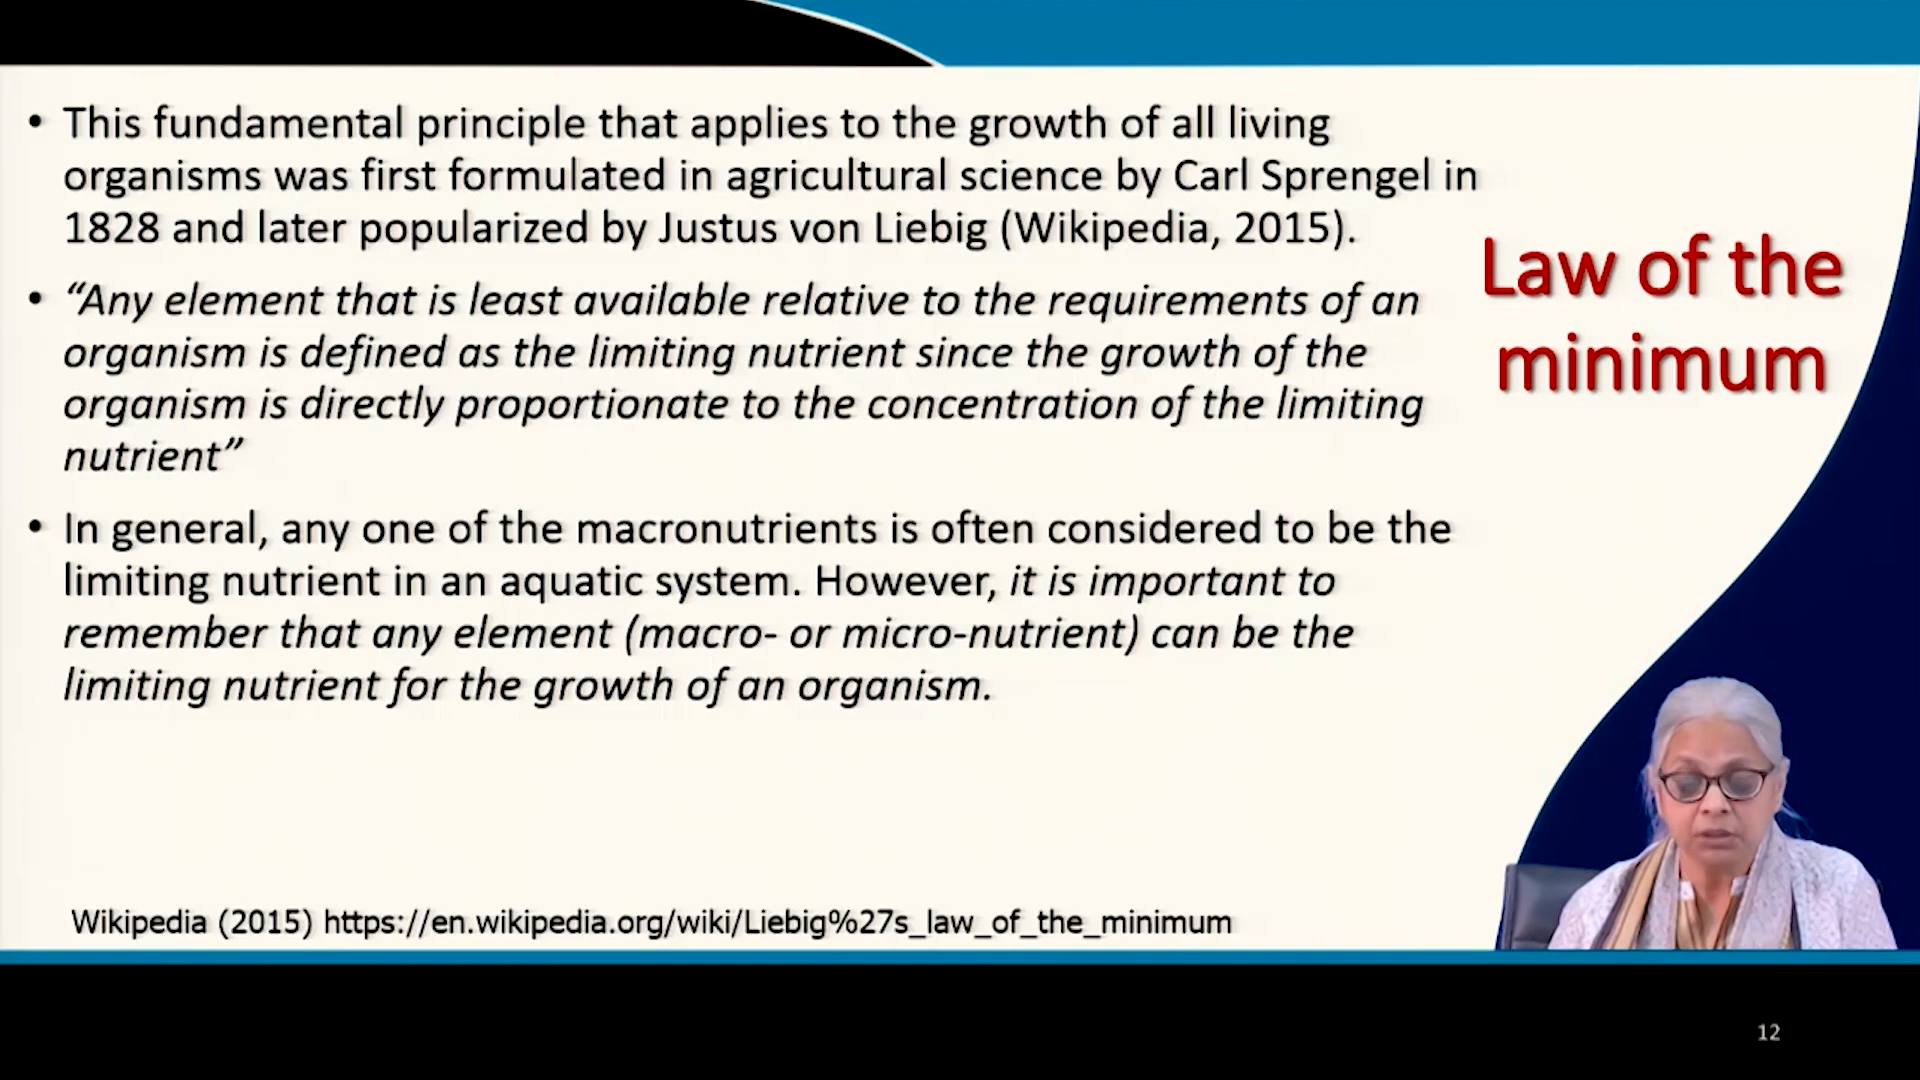 • This fundamental principle that applies to the growth of all living
organisms was first formulated in agricultural science by Carl Sprengel in
1828 and later popularized by Justus von Liebig (Wikipedia, 2015).
• “Any element that is least available relative to the requirements of an
organism is defined as the limiting nutrient since the growth of the
organism is directly proportionate to the concentration of the limiting
nutrient”
• In general, any one of the macronutrients is often considered to be the
limiting nutrient in an aquatic system. However, it is important to
remember that any element (macro- or micro-nutrient) can be the
limiting nutrient for the growth of an organism.
Law of the
minimum
Wikipedia (2015) https://en.wikipedia.org/wiki/Liebig%27s_law_of_the_minimum
12